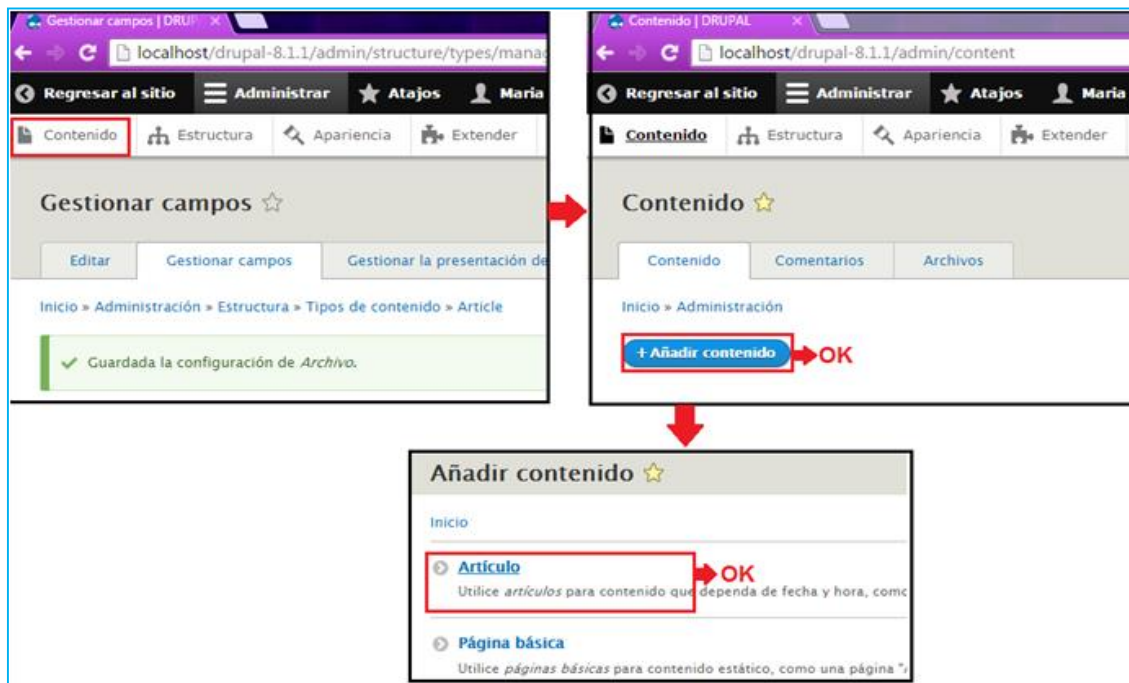 Gestionar campos | DRUP
localhost/drupal-8.1.1/admin/structure/types/manag
Regresar al sitio Administrar Atajos Maria
Contenido Estructura Apariencia Extender
Gestionar campos
Editar Gestionar campos Gestionar la presentación de
Inicio » Administración » Estructura » Tipos de contenido » Article
Guardada la configuración de Archivo.
Contenido | DRUPAL
localhost/drupal-8.1.1/admin/content
Regresar al sitio Administrar Atajos Maria
Contenido Estructura Apariencia Extender
Contenido
Contenido Comentarios Archivos
Inicio » Administración
+ Añadir contenido OK
Añadir contenido
Inicio
Artículo OK
Utilice artículos para contenido que dependa de fecha y hora, como
Página básica
Utilice páginas básicas para contenido estático, como una página "